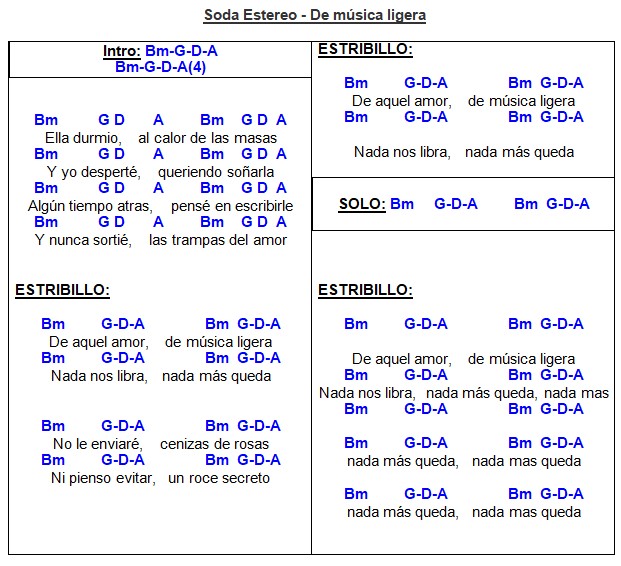 Soda Estereo - De música ligera
Intro: Bm-G-D-A
Bm-G-D-A(4)
Bm G D A Bm G D A
Ella durmio, al calor de las masas
Bm G D A Bm G D A
Y yo desperté, queriendo soñarla
Bm G D A Bm G D A
Algún tiempo atras, pensé en escribirle
Bm G D A Bm G D A
Y nunca sortié, las trampas del amor
ESTRIBILLO:
Bm G-D-A Bm G-D-A
De aquel amor, de música ligera
Bm G-D-A Bm G-D-A
Nada nos libra, nada más queda
Bm G-D-A Bm G-D-A
No le enviaré, cenizas de rosas
Bm G-D-A Bm G-D-A
Ni pienso evitar, un roce secreto
ESTRIBILLO:
Bm G-D-A Bm G-D-A
De aquel amor, de música ligera
Bm G-D-A Bm G-D-A
Nada nos libra, nada más queda
SOLO: Bm G-D-A Bm G-D-A
ESTRIBILLO:
Bm G-D-A Bm G-D-A
De aquel amor, de música ligera
Bm G-D-A Bm G-D-A
Nada nos libra, nada más queda, nada mas
Bm G-D-A Bm G-D-A
Bm G-D-A Bm G-D-A
nada más queda, nada mas queda
Bm G-D-A Bm G-D-A
nada más queda, nada mas queda